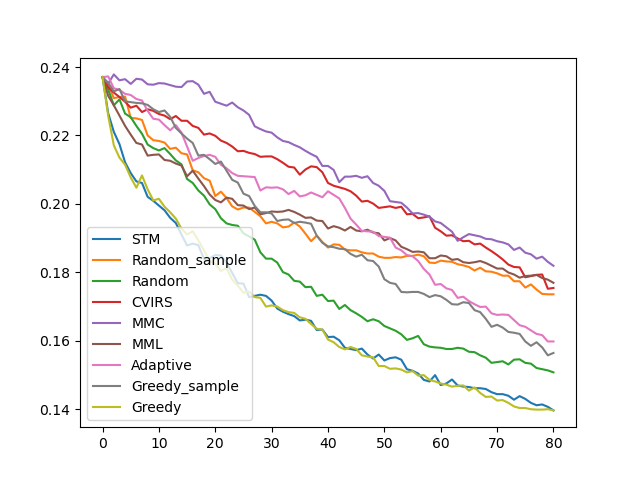 0.24
0.22
0.20
0.18
0.16
0.14
STM
Random_sample
Random
CVIRS
MMC
MML
Adaptive
Greedy_sample
Greedy
0 10 20 30 40 50 60 70 80